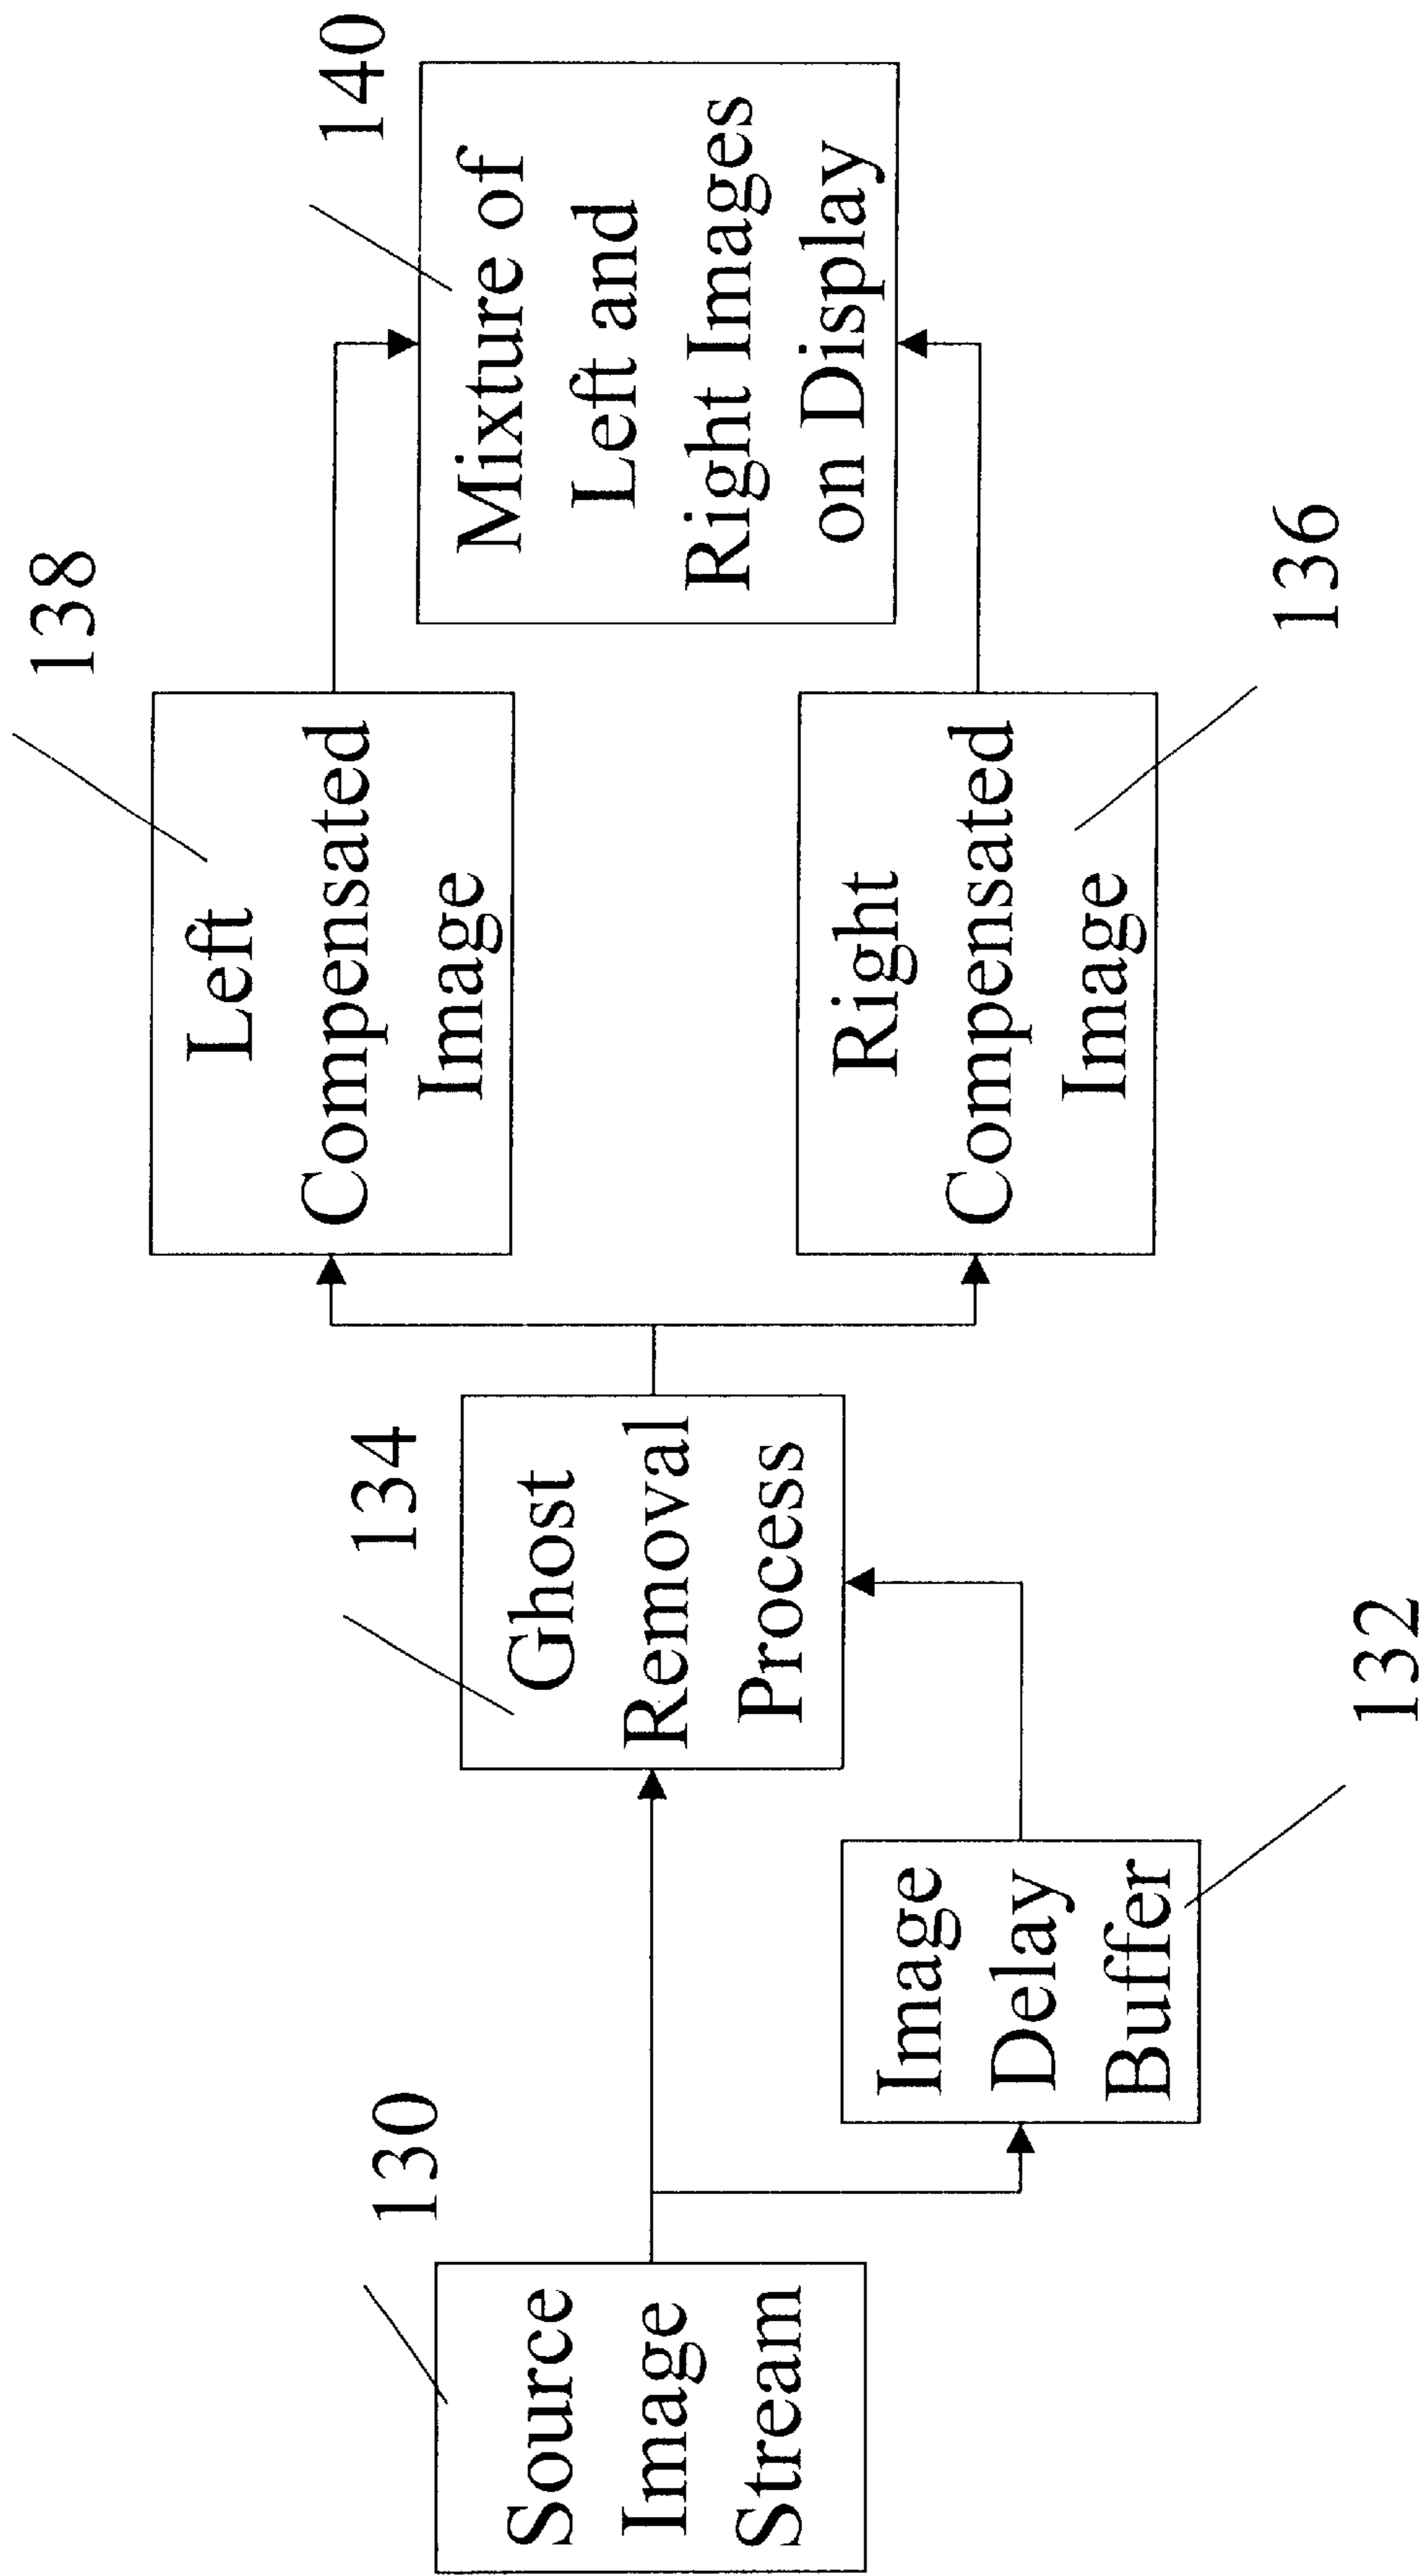 130
Source
Image
Stream
132
Image
Delay
Buffer
134
Ghost
Removal
Process
138
Left
Compensated
Image
136
Right
Compensated
Image
140
Mixture of
Left and
Right Images
on Display